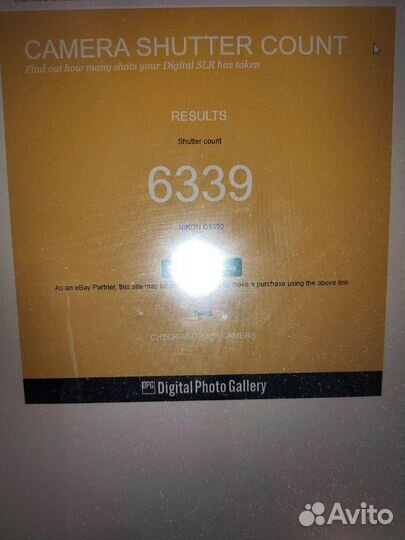 CAMERA SHUTTER COUNT
Find out how many shots your Digital SLR has taken
RESULTS
Shutter count
6339
NIKON
As an eBay Partner, this site may be make a purchase using the above link
Tweet
CHECK ANOTHER CAMERA
DPG Digital Photo Gallery
Avito